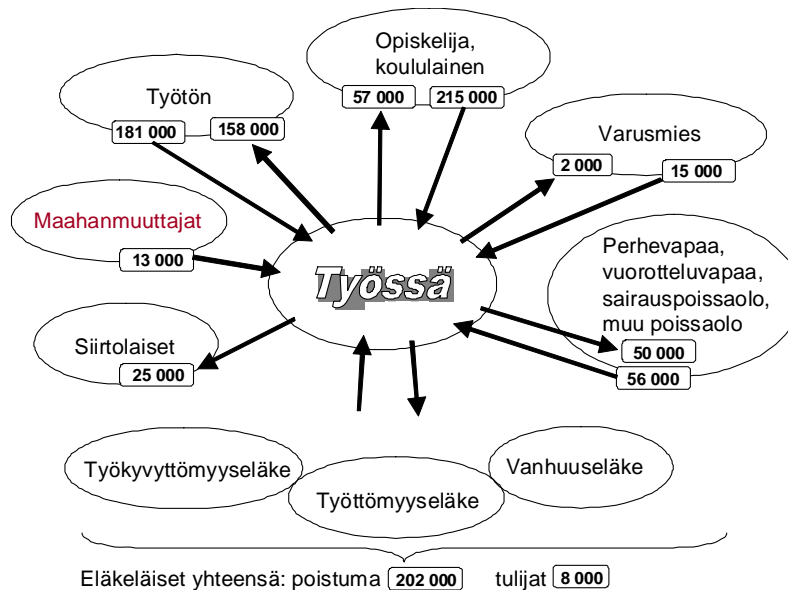 Opiskelija,
koululainen
57 000 215 000
Työtön
181 000 158 000
Varusmies
2 000 15 000
Maahanmuuttajat
13 000
Työssä
Perhevapaa,
vuorotteluvapaa,
sairauspoissaolo,
muu poissaolo
50 000
56 000
Siirtolaiset
25 000
Työkyvyttömyyseläke
Työttömyyseläke
Vanhuuseläke
Eläkeläiset yhteensä: poistuma 202 000 tulijat 8 000